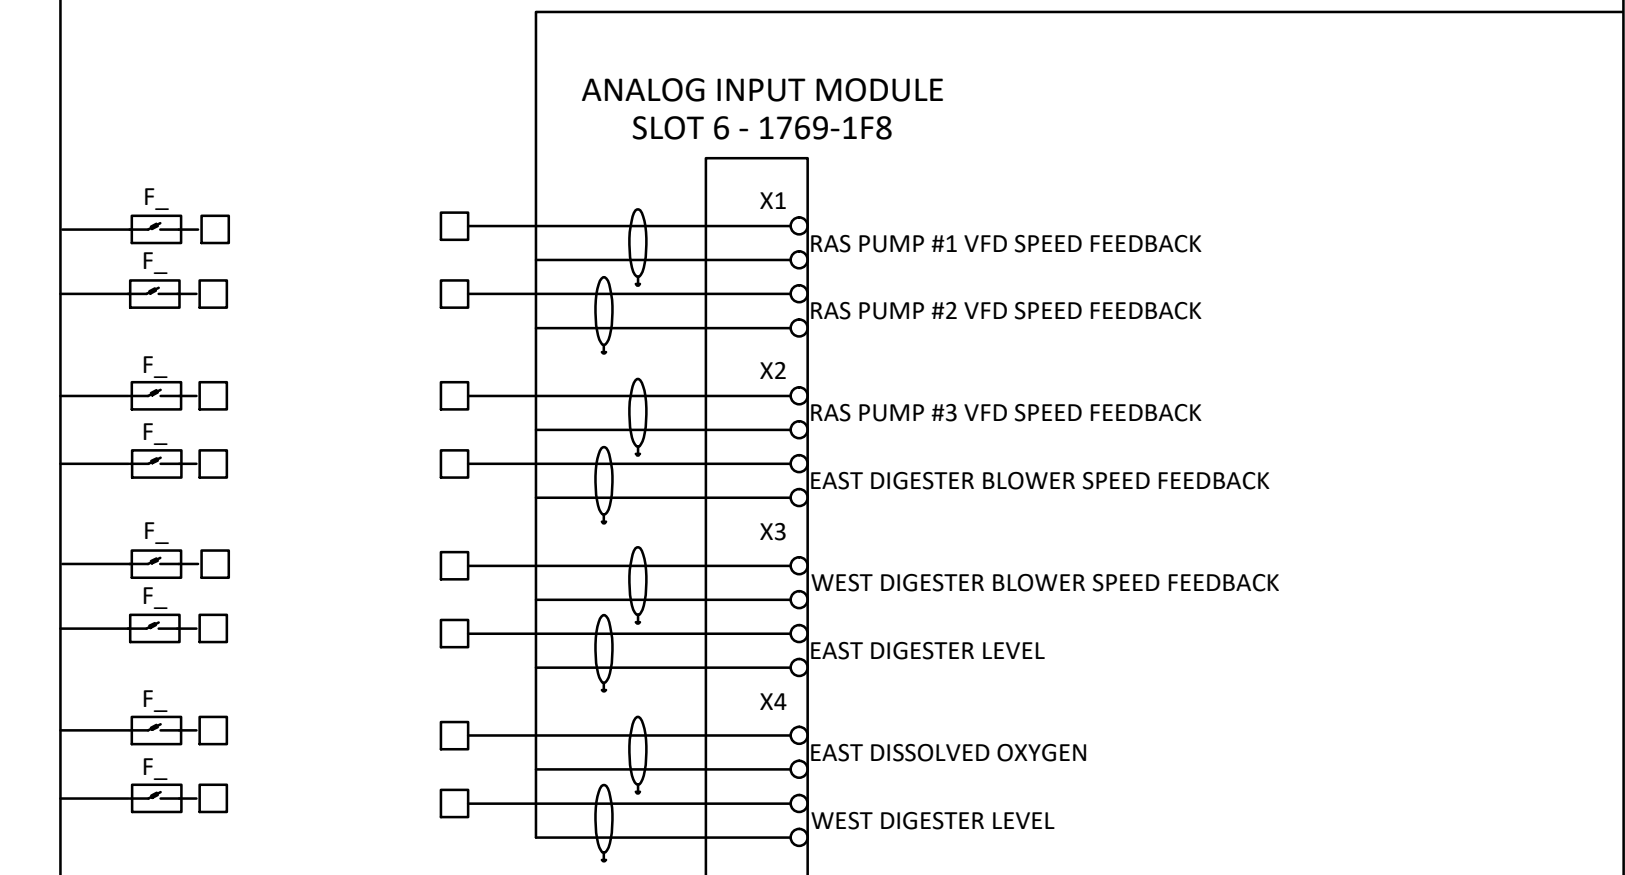 ANALOG INPUT MODULE
SLOT 6 - 1769-1F8
F_
X1
RAS PUMP #1 VFD SPEED FEEDBACK
F_
RAS PUMP #2 VFD SPEED FEEDBACK
F_
X2
RAS PUMP #3 VFD SPEED FEEDBACK
F_
EAST DIGESTER BLOWER SPEED FEEDBACK
F_
X3
WEST DIGESTER BLOWER SPEED FEEDBACK
F_
EAST DIGESTER LEVEL
F_
X4
EAST DISSOLVED OXYGEN
F_
WEST DIGESTER LEVEL